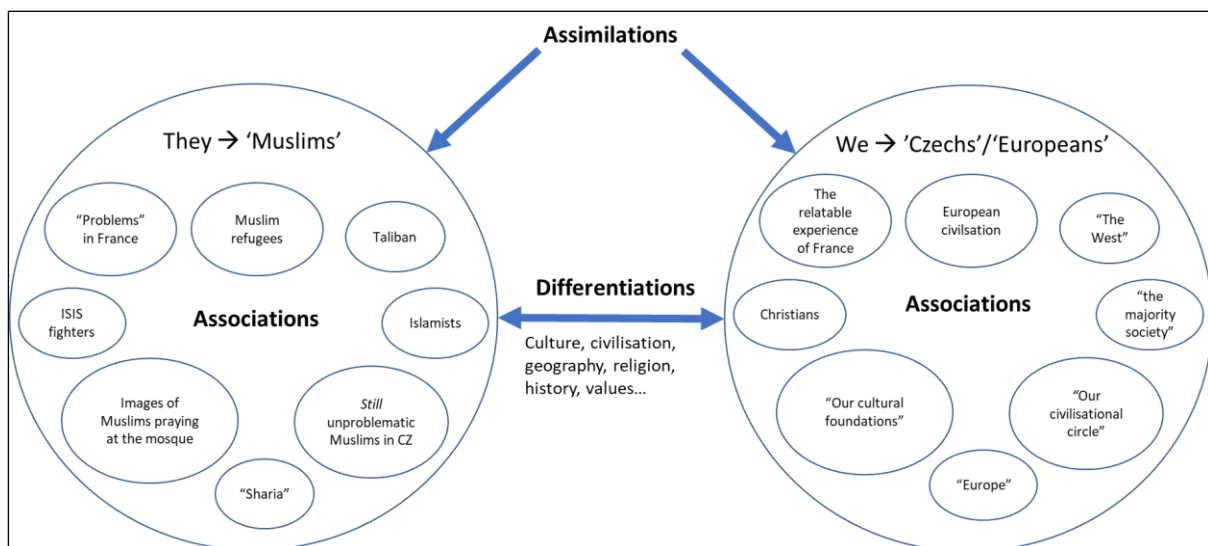 Assimilations
They → 'Muslims'
"Problems"
in France
Muslim
refugees
Taliban
ISIS
fighters
Associations
Islamists
Images of
Muslims praying
at the mosque
Still
unproblematic
Muslims in CZ
"Sharia"
Differentiations
Culture, civilisation,
geography, religion,
history, values...
We → 'Czechs'/'Europeans'
The
relatable
experience
of France
European
civilsation
"The
West"
Christians
Associations
"the
majority
society"
"Our cultural
foundations"
"Our
civilisational
circle"
"Europe"